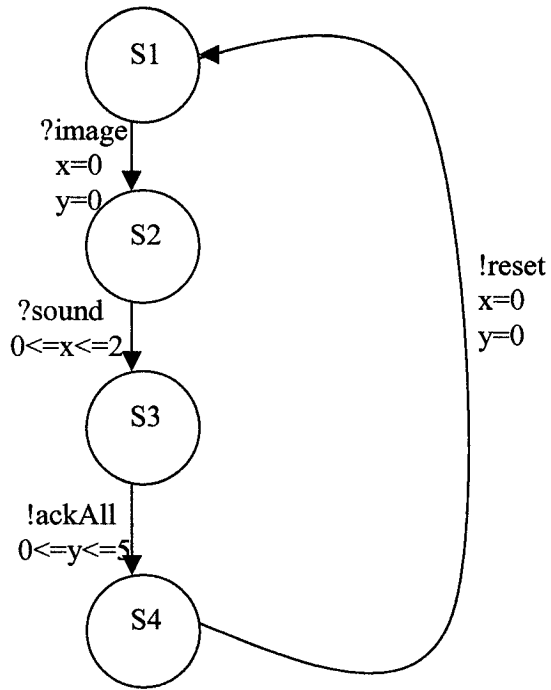 S1
?image
x=0
y=0
S2
?sound
0<=x<=2
S3
!ackAll
0<=y<=5
S4
!reset
x=0
y=0